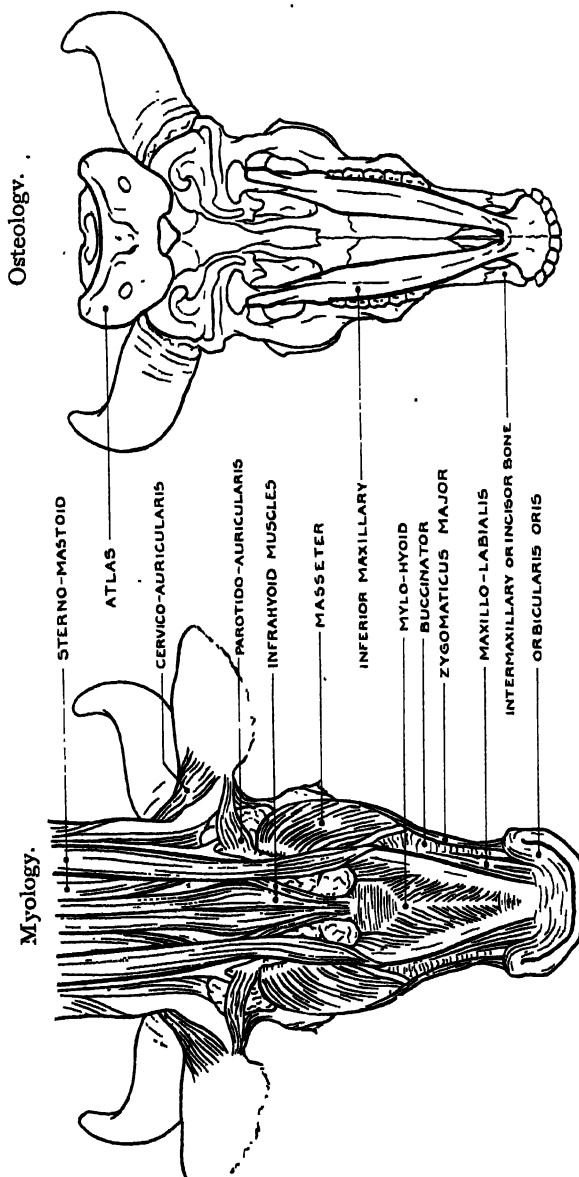 Osteology.
Myology.
STERNO-MASTOID
ATLAS
CERVICO-AURICULARIS
PAROTIDO-AURICULARIS
INFRAHYOID MUSCLES
MASSETER
INFERIOR MAXILLARY
MYLO-HYOID
BUCCINATOR
ZYGOMATICUS MAJOR
MAXILLO-LABIALIS
INTERMAXILLARY OR INCISOR BONE
ORBICULARIS ORIS